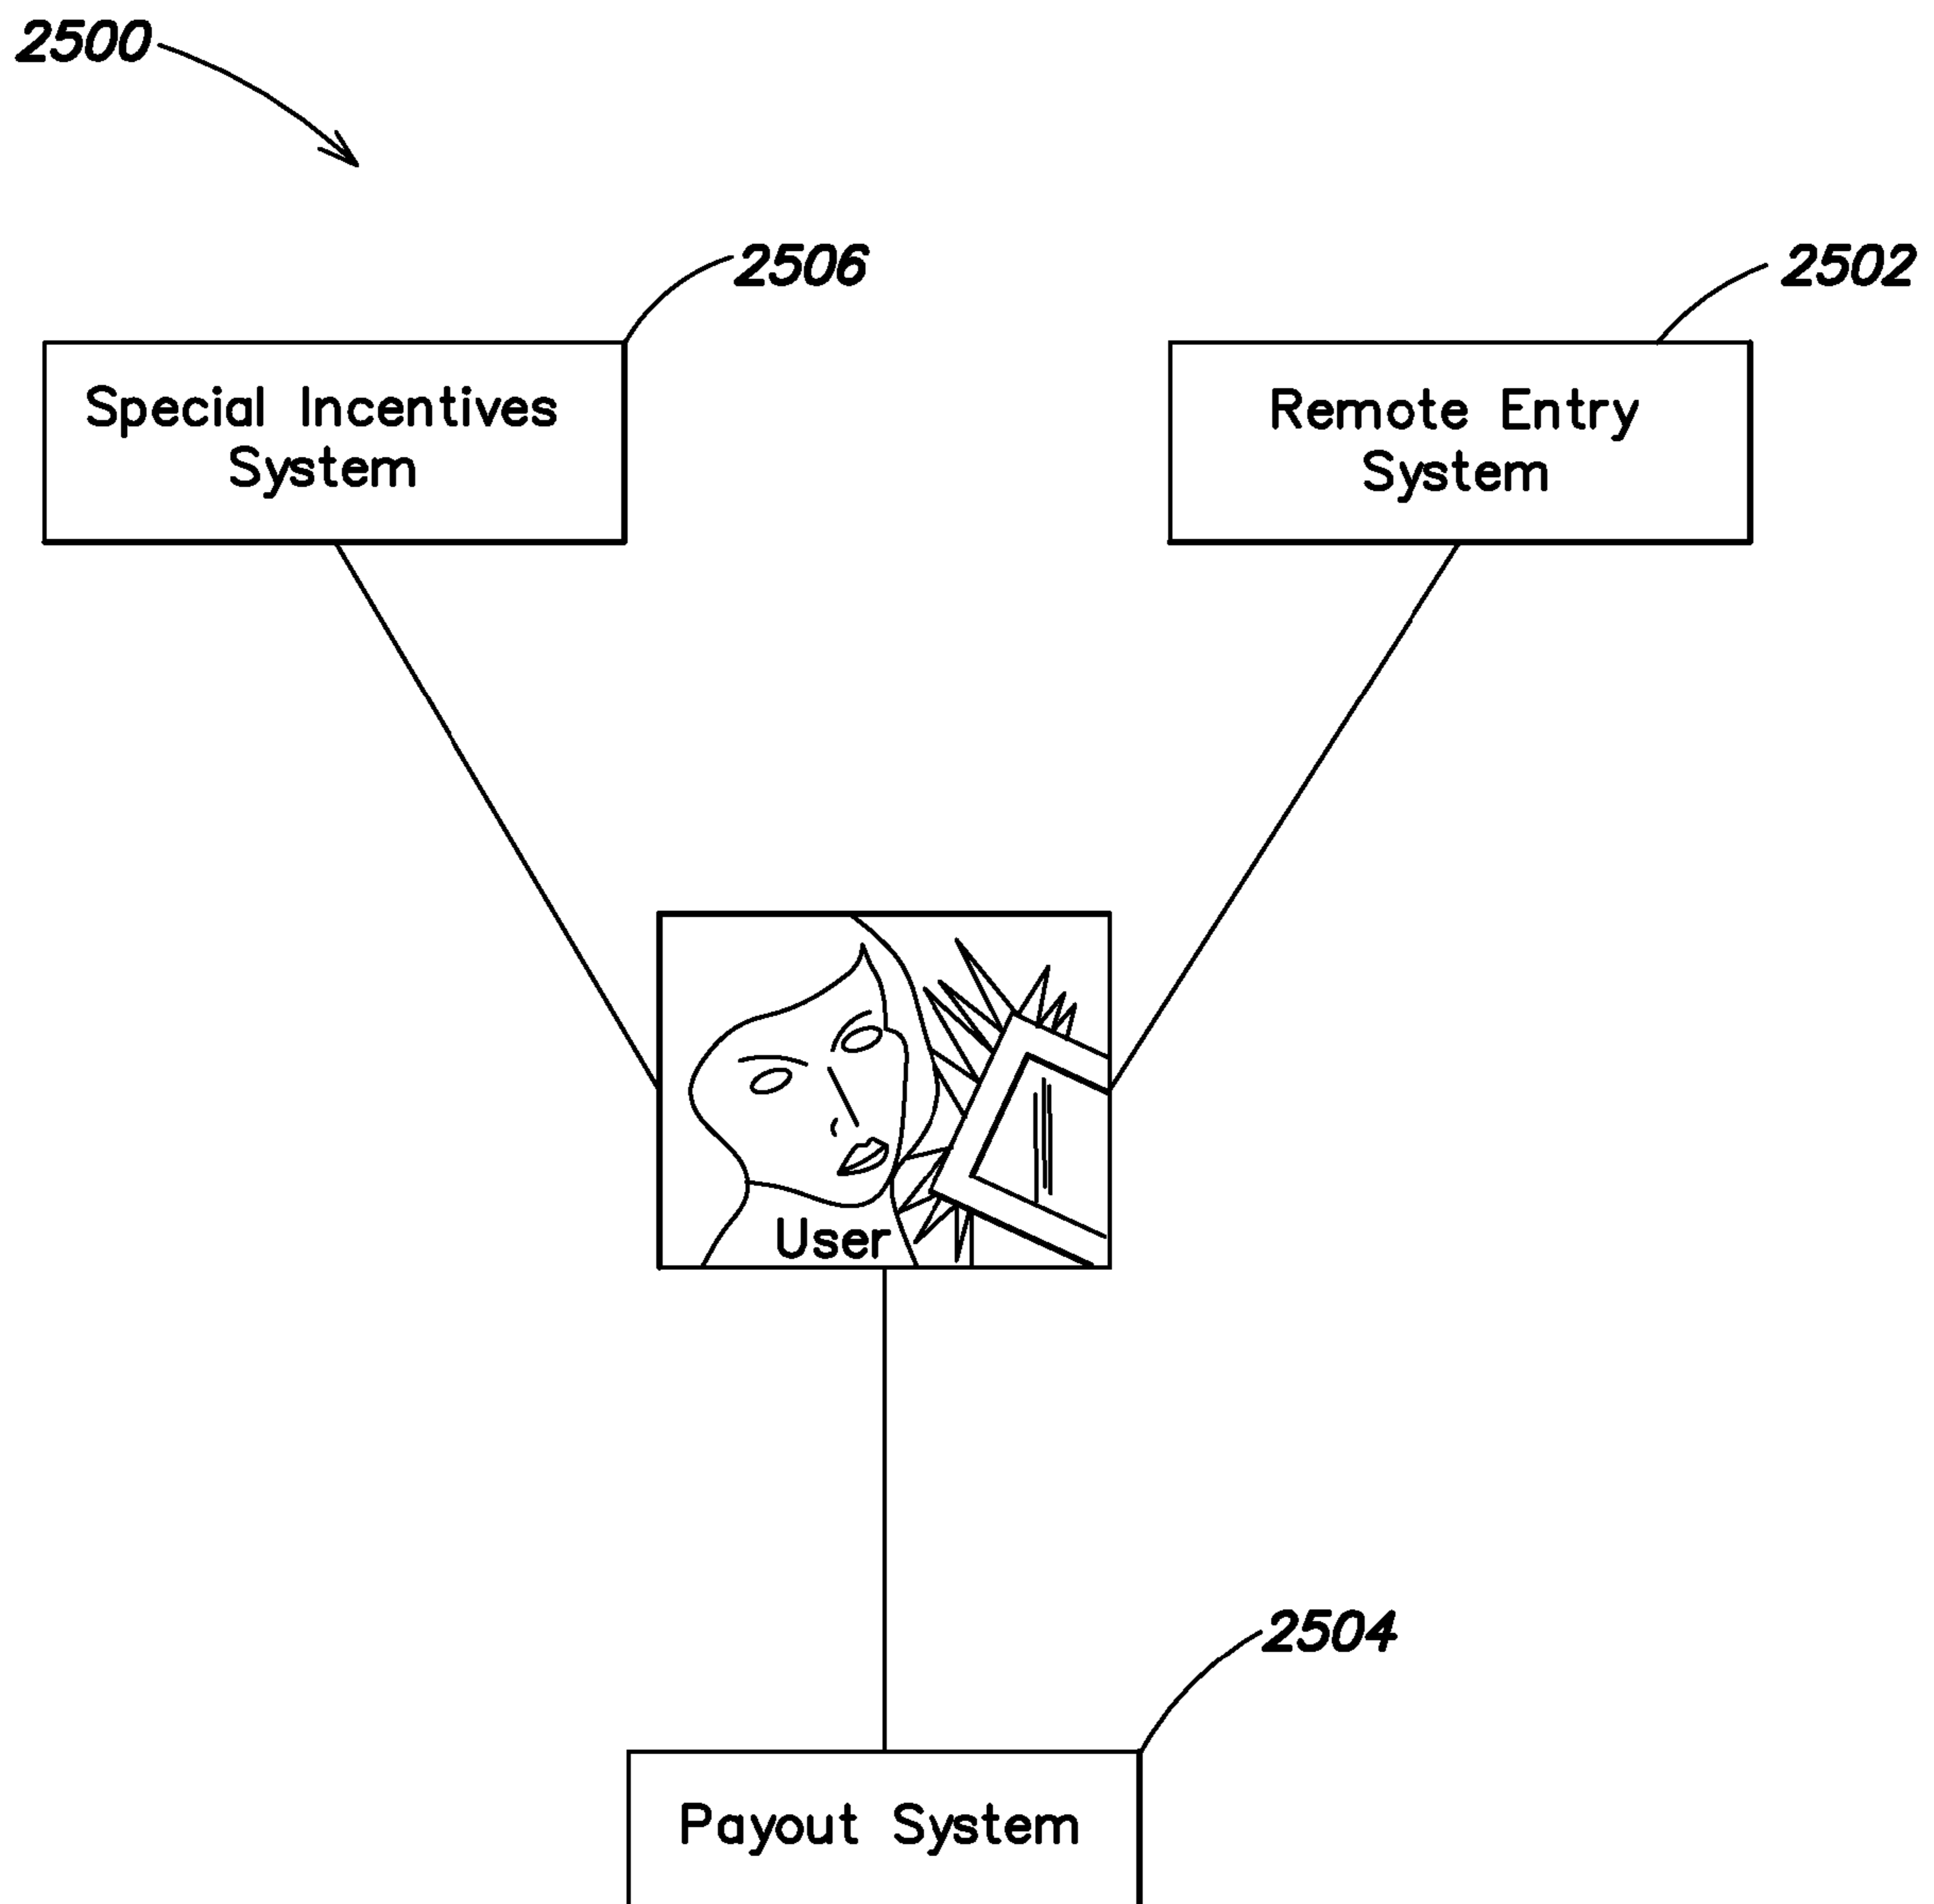 2500
2506
2502
Special Incentives
System
Remote Entry
System
User
2504
Payout System